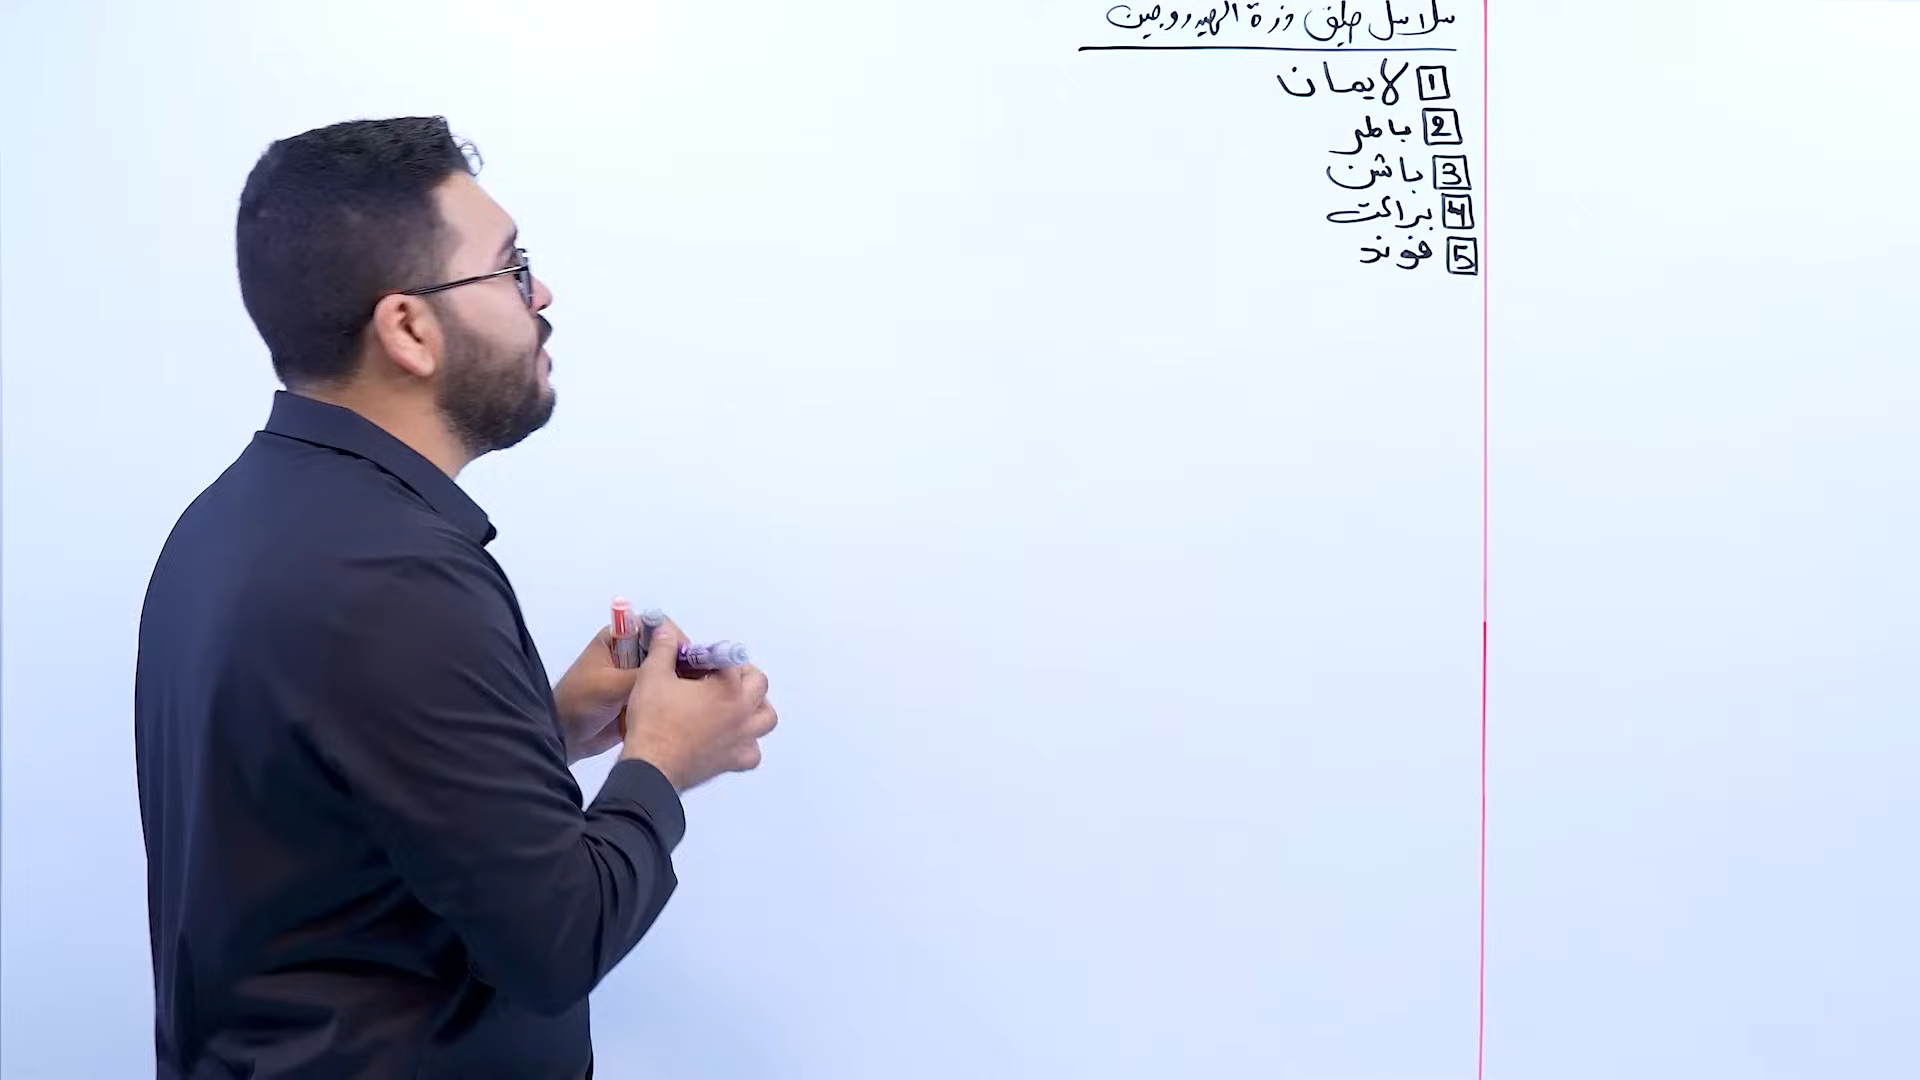 سلاسل طيف ذرة الهيدروجين
1 لايمان
2 بالمر
3 باشن
4 براكت
5 فوند